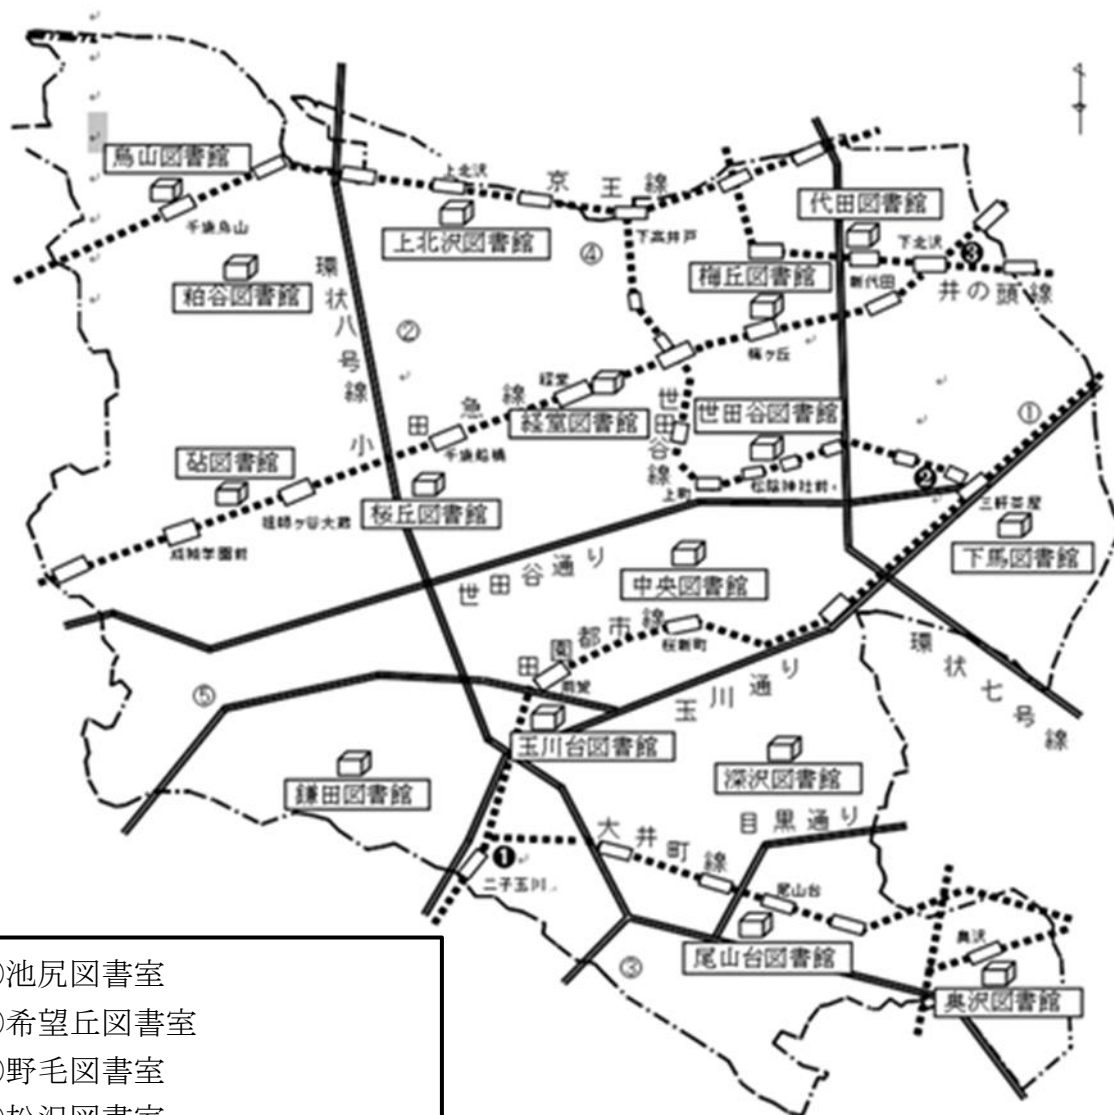 烏山図書館
千歳烏山
上北沢
京王線
上北沢図書館
下高井戸
④
代田図書館
下北沢
❸
梅丘図書館
新代田
井の頭線
粕谷図書館
環状八号線
②
梅ヶ丘
経堂
経堂図書館
世田谷線
世田谷図書館
①
小田急線
千歳船橋
砧図書館
祖師ヶ谷大蔵
成城学園前
桜丘図書館
上町
松陰神社前
❷
三軒茶屋
下馬図書館
中央図書館
世田谷通り
田園都市線
桜新町
用賀
玉川通り
環状七号線
⑤
玉川台図書館
鎌田図書館
深沢図書館
目黒通り
大井町線
❶
二子玉川
尾山台
尾山台図書館
③
奥沢
奥沢図書館
池尻図書室
希望丘図書室
野毛図書室
松沢図書室